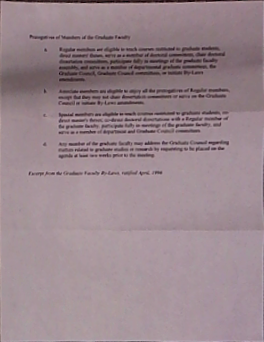 Prerogatives of Members of the Graduate Faculty
a. Regular members are eligible to teach courses restricted to graduate students,
direct masters theses, serve as a member of doctoral committees, chair doctoral
dissertation committees, participate fully in meetings of the graduate faculty
assembly, and serve as a member of departmental graduate committees, the
Graduate Council, Graduate Council committees, or initiate By-Laws
amendments.
b. Associate members are eligible to enjoy all the prerogatives of Regular members,
except that they may not chair dissertation committees or serve on the Graduate
Council or initiate By-Laws amendments.
c. Special members are eligible to teach courses restricted to graduate students,
direct masters theses, co-direct doctoral dissertations with a Regular member of
the graduate faculty, participate fully in meetings of the graduate faculty, and
serve as a member of department and Graduate Council committees.
d. Any member of the graduate faculty may address the Graduate Council regarding
matters related to graduate studies or research by requesting to be placed on the
agenda at least two weeks prior to the meeting.
Excerpt from the Graduate Faculty By-Laws, ratified April, 1994